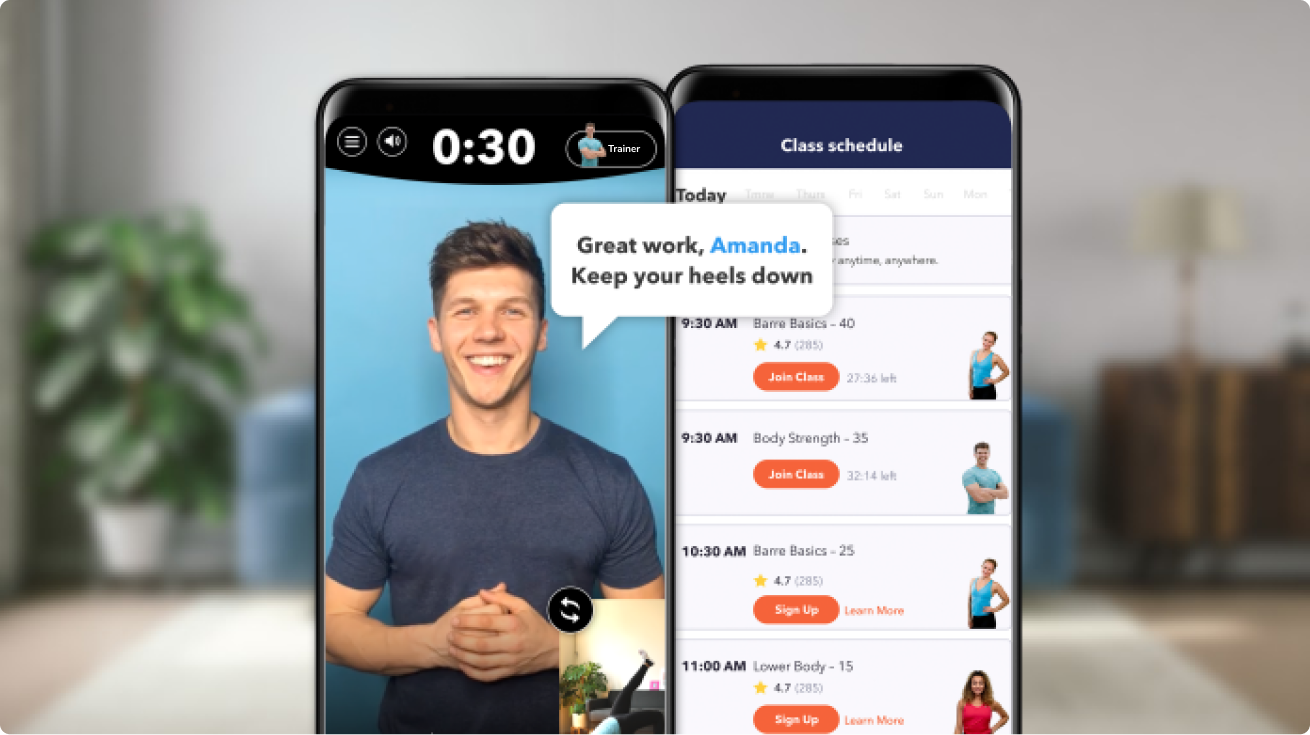 0:30
Trainer
Great work, Amanda.
Keep your heels down
Class schedule
Today Tmrw Thurs Fri Sat Sun Mon
anytime, anywhere.
9:30 AM Barre Basics – 40
4.7 (285)
Join Class 27:36 left
9:30 AM Body Strength – 35
Join Class 32:14 left
10:30 AM Barre Basics – 25
4.7 (285)
Sign Up Learn More
11:00 AM Lower Body – 15
4.7 (285)
Sign Up Learn More